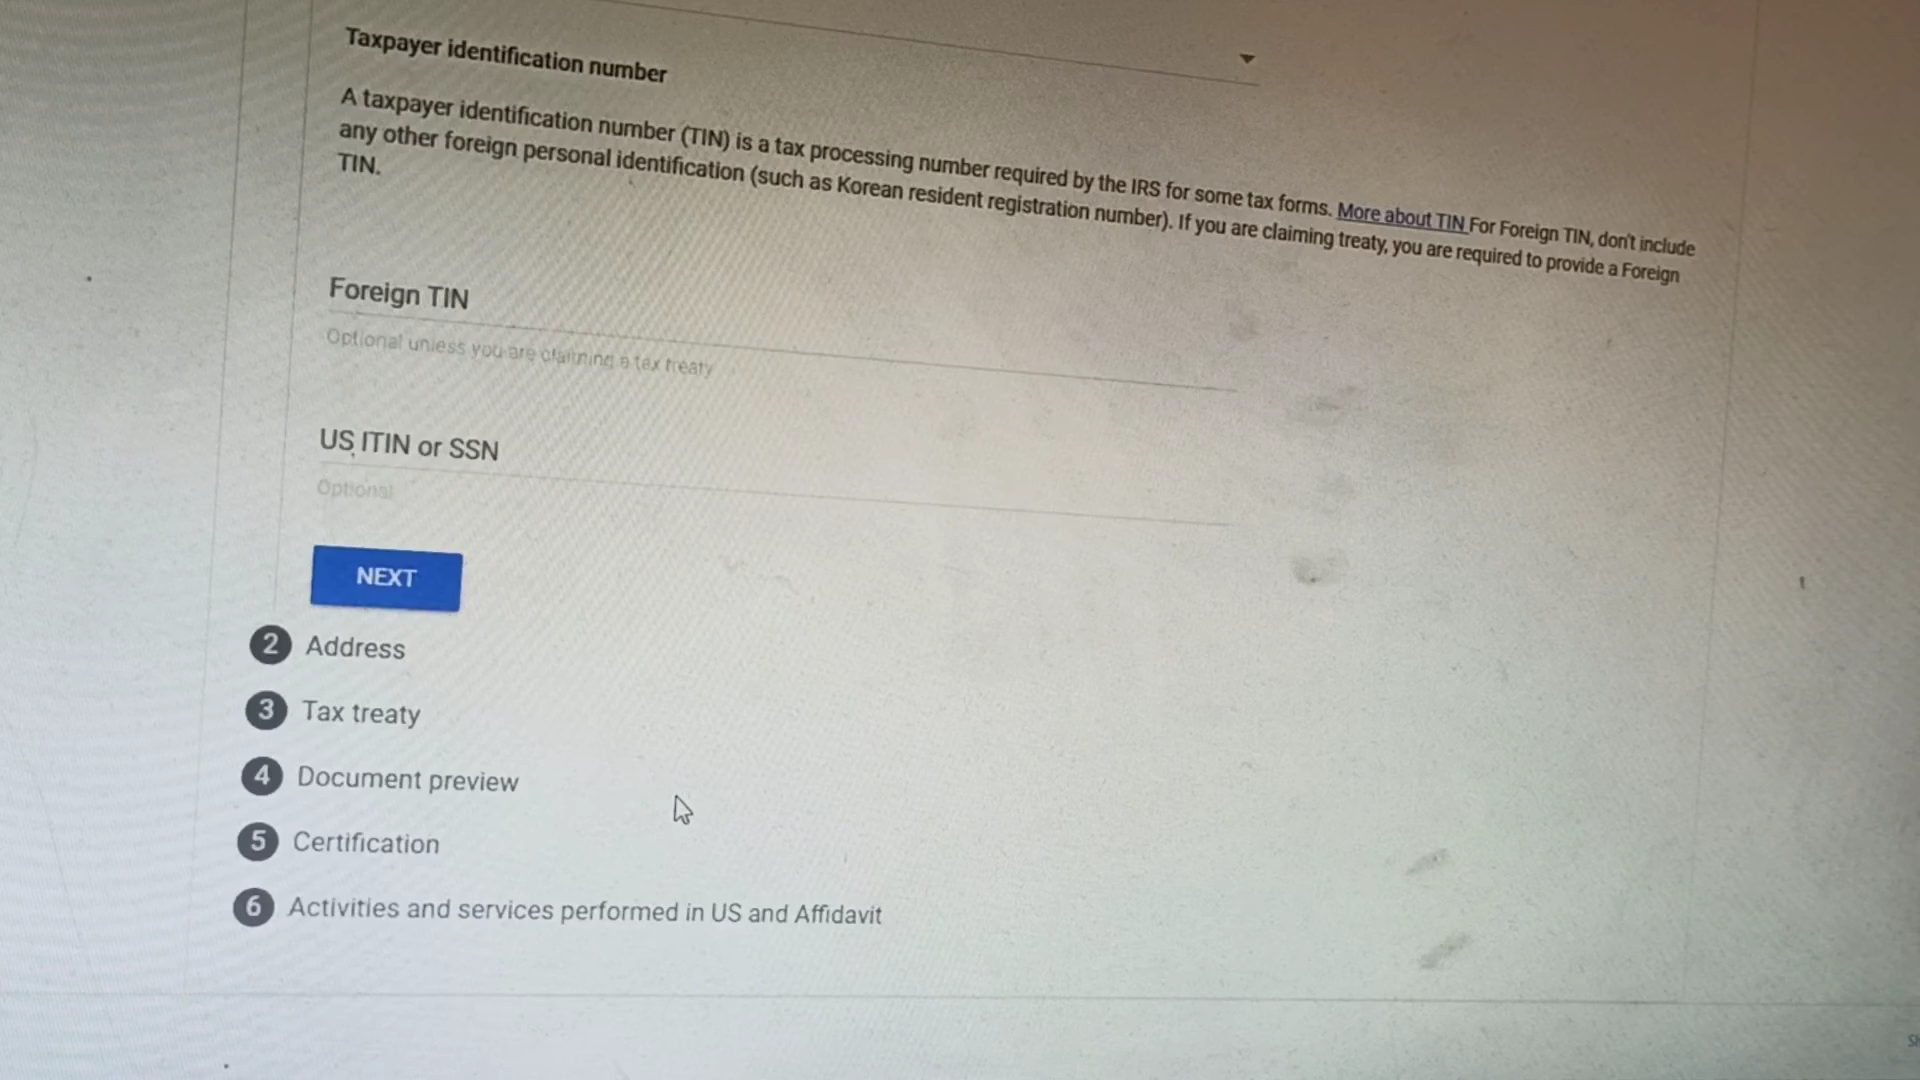 Taxpayer identification number
A taxpayer identification number (TIN) is a tax processing number required by the IRS for some tax forms. More about TIN For Foreign TIN, don't include
any other foreign personal identification (such as Korean resident registration number). If you are claiming treaty, you are required to provide a Foreign
TIN.
Foreign TIN
Optional unless you are claiming a tax treaty
US ITIN or SSN
Optional
NEXT
2 Address
3 Tax treaty
4 Document preview
5 Certification
6 Activities and services performed in US and Affidavit